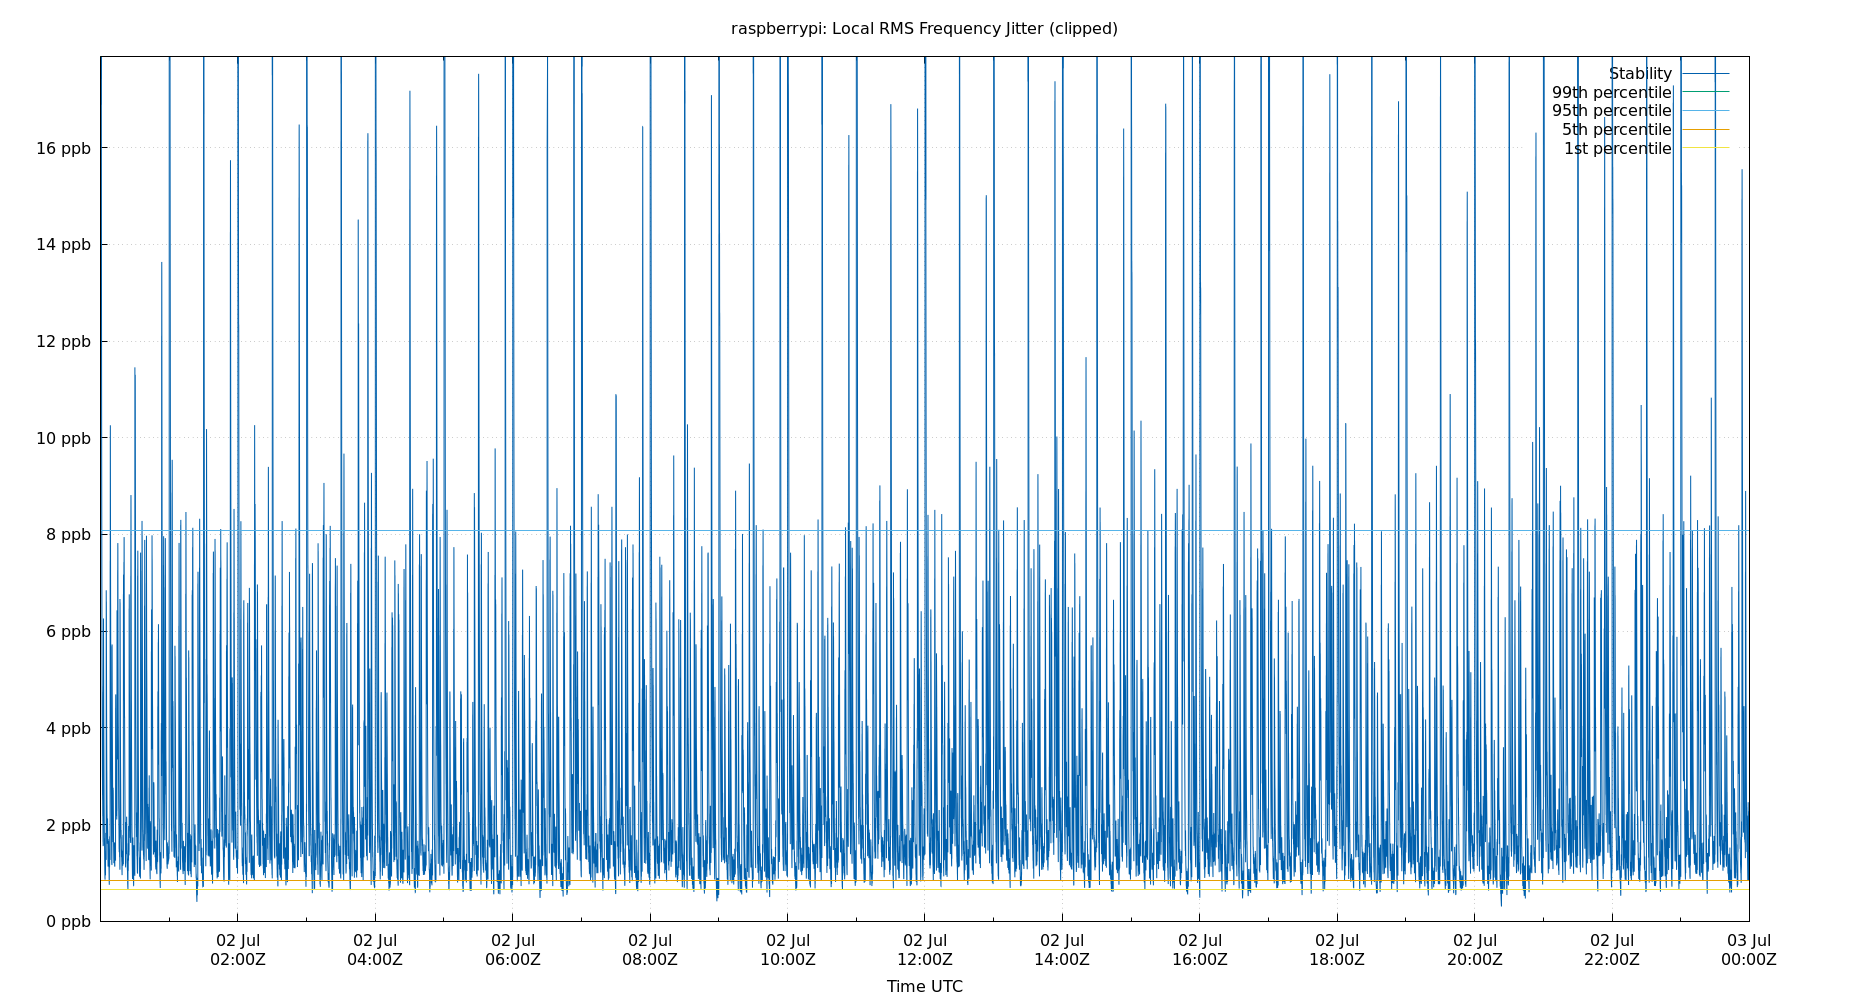 raspberrypi: Local RMS Frequency Jitter (clipped)
Stability
99th percentile
95th percentile
5th percentile
1st percentile
16 ppb
14 ppb
12 ppb
10 ppb
8 ppb
6 ppb
4 ppb
2 ppb
0 ppb
02 Jul 02 Jul 02 Jul 02 Jul 02 Jul 02 Jul 02 Jul 02 Jul 02 Jul 02 Jul 02 Jul 03 Jul
02:00Z 04:00Z 06:00Z 08:00Z 10:00Z 12:00Z 14:00Z 16:00Z 18:00Z 20:00Z 22:00Z 00:00Z
Time UTC